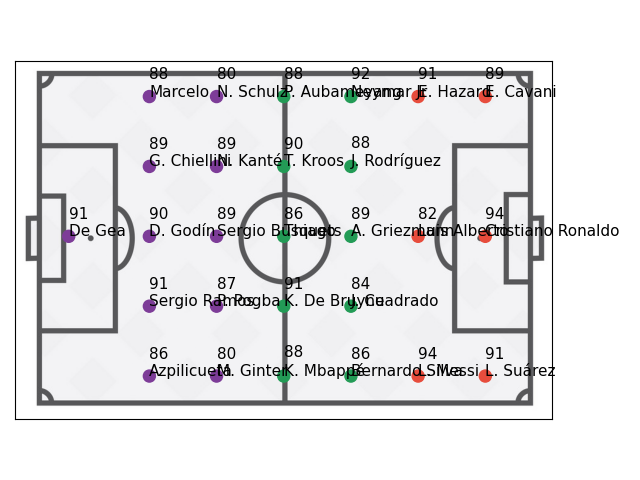 88 80 88 92 91 89
Marcelo N. Schulz P. Aubameyang Neymar Jr E. Hazard E. Cavani
89 89 90 88
G. Chiellini N. Kanté T. Kroos J. Rodríguez
91 90 89 86 89 82 94
De Gea D. Godín Sergio Busquets Thiago A. Griezmann Luis Alberto Cristiano Ronaldo
91 87 91 84
Sergio Ramos P. Pogba K. De Bruyne J. Cuadrado
86 80 88 86 94 91
Azpilicueta M. Ginter K. Mbappé Bernardo Silva L. Messi L. Suárez